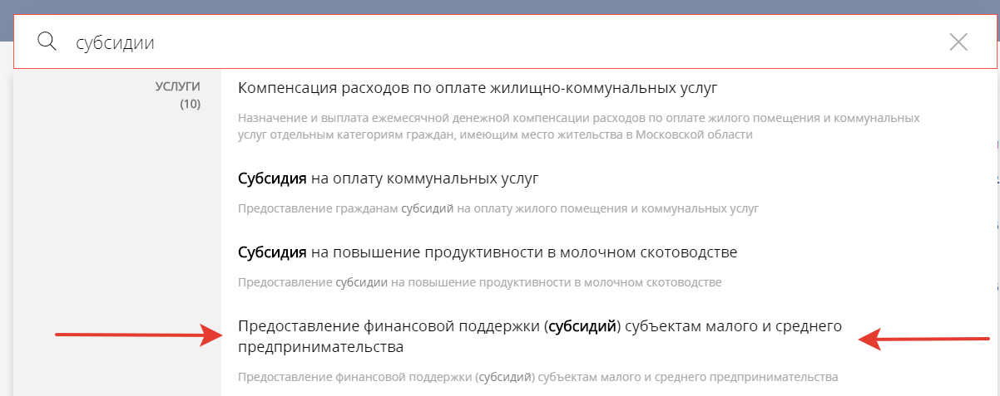 субсидии
УСЛУГИ
(10)
Компенсация расходов по оплате жилищно-коммунальных услуг
Назначение и выплата ежемесячной денежной компенсации расходов по оплате жилого помещения и коммунальных
услуг отдельным категориям граждан, имеющим место жительства в Московской области
Субсидия на оплату коммунальных услуг
Предоставление гражданам субсидий на оплату жилого помещения и коммунальных услуг
Субсидия на повышение продуктивности в молочном скотоводстве
Предоставление субсидии на повышение продуктивности в молочном скотоводстве
Предоставление финансовой поддержки (субсидий) субъектам малого и среднего
предпринимательства
Предоставление финансовой поддержки (субсидий) субъектам малого и среднего предпринимательства